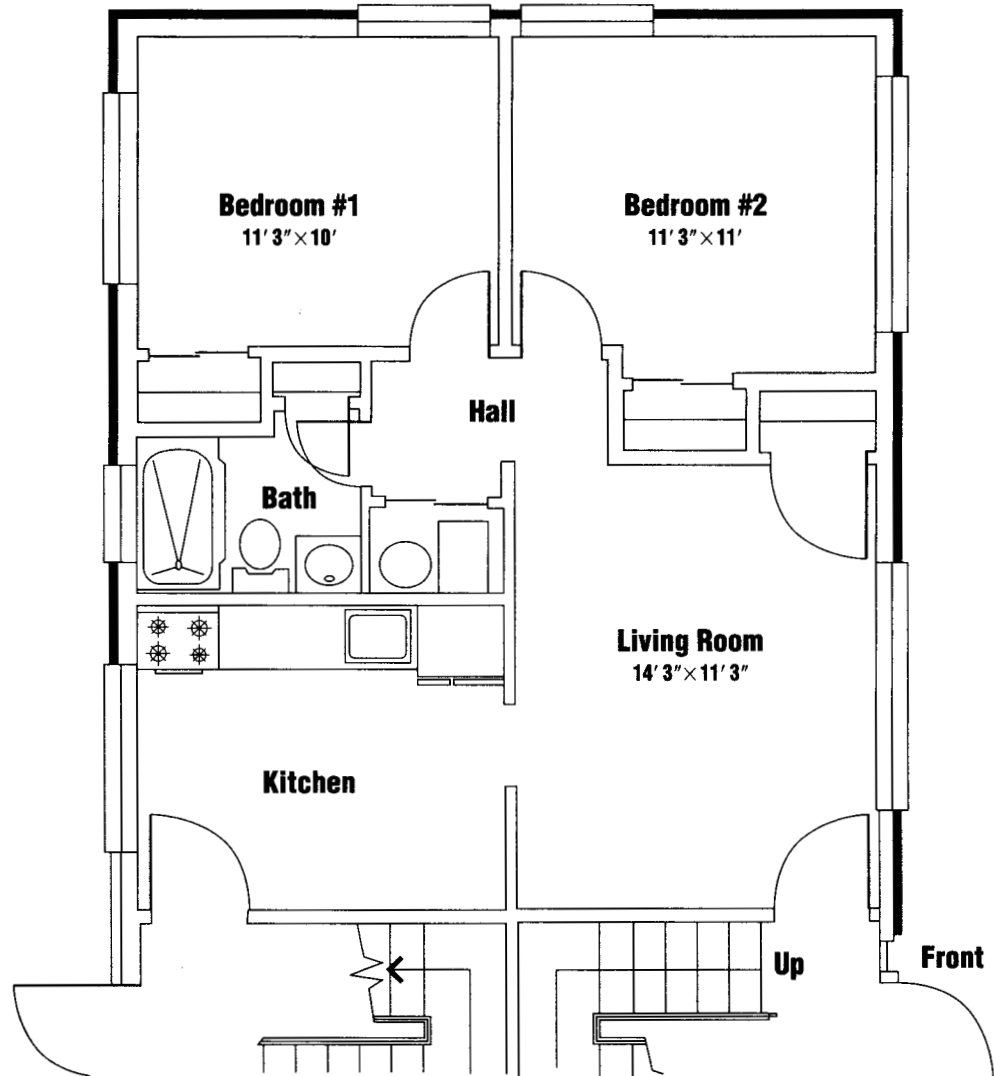 Bedroom #1
11′ 3″×10′
Bedroom #2
11′ 3″×11′
Hall
Bath
Living Room
14′ 3″×11′ 3″
Kitchen
Up
Front